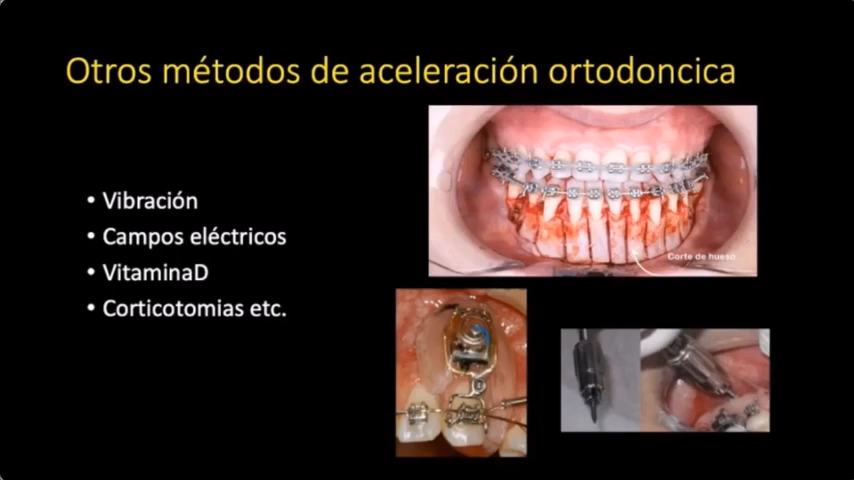 Otros métodos de aceleración ortodoncica
• Vibración
• Campos eléctricos
• VitaminaD
• Corticotomias etc.
Corte de hueso